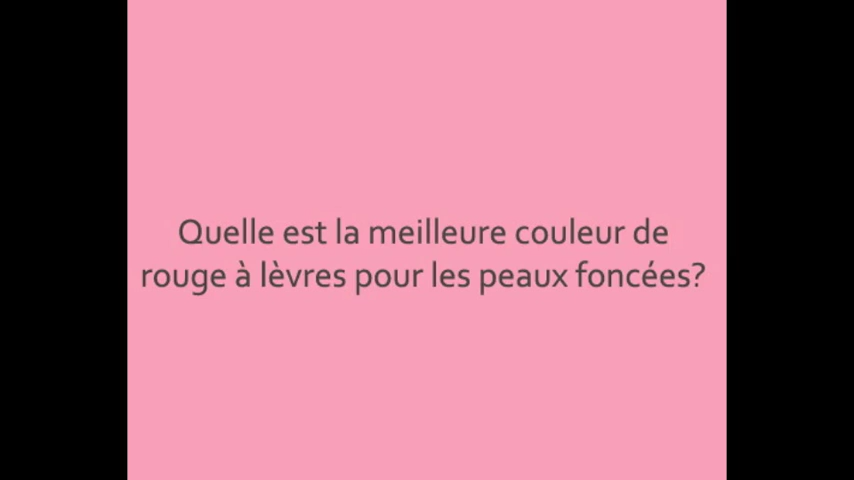 Quelle est la meilleure couleur de
rouge à lèvres pour les peaux foncées?